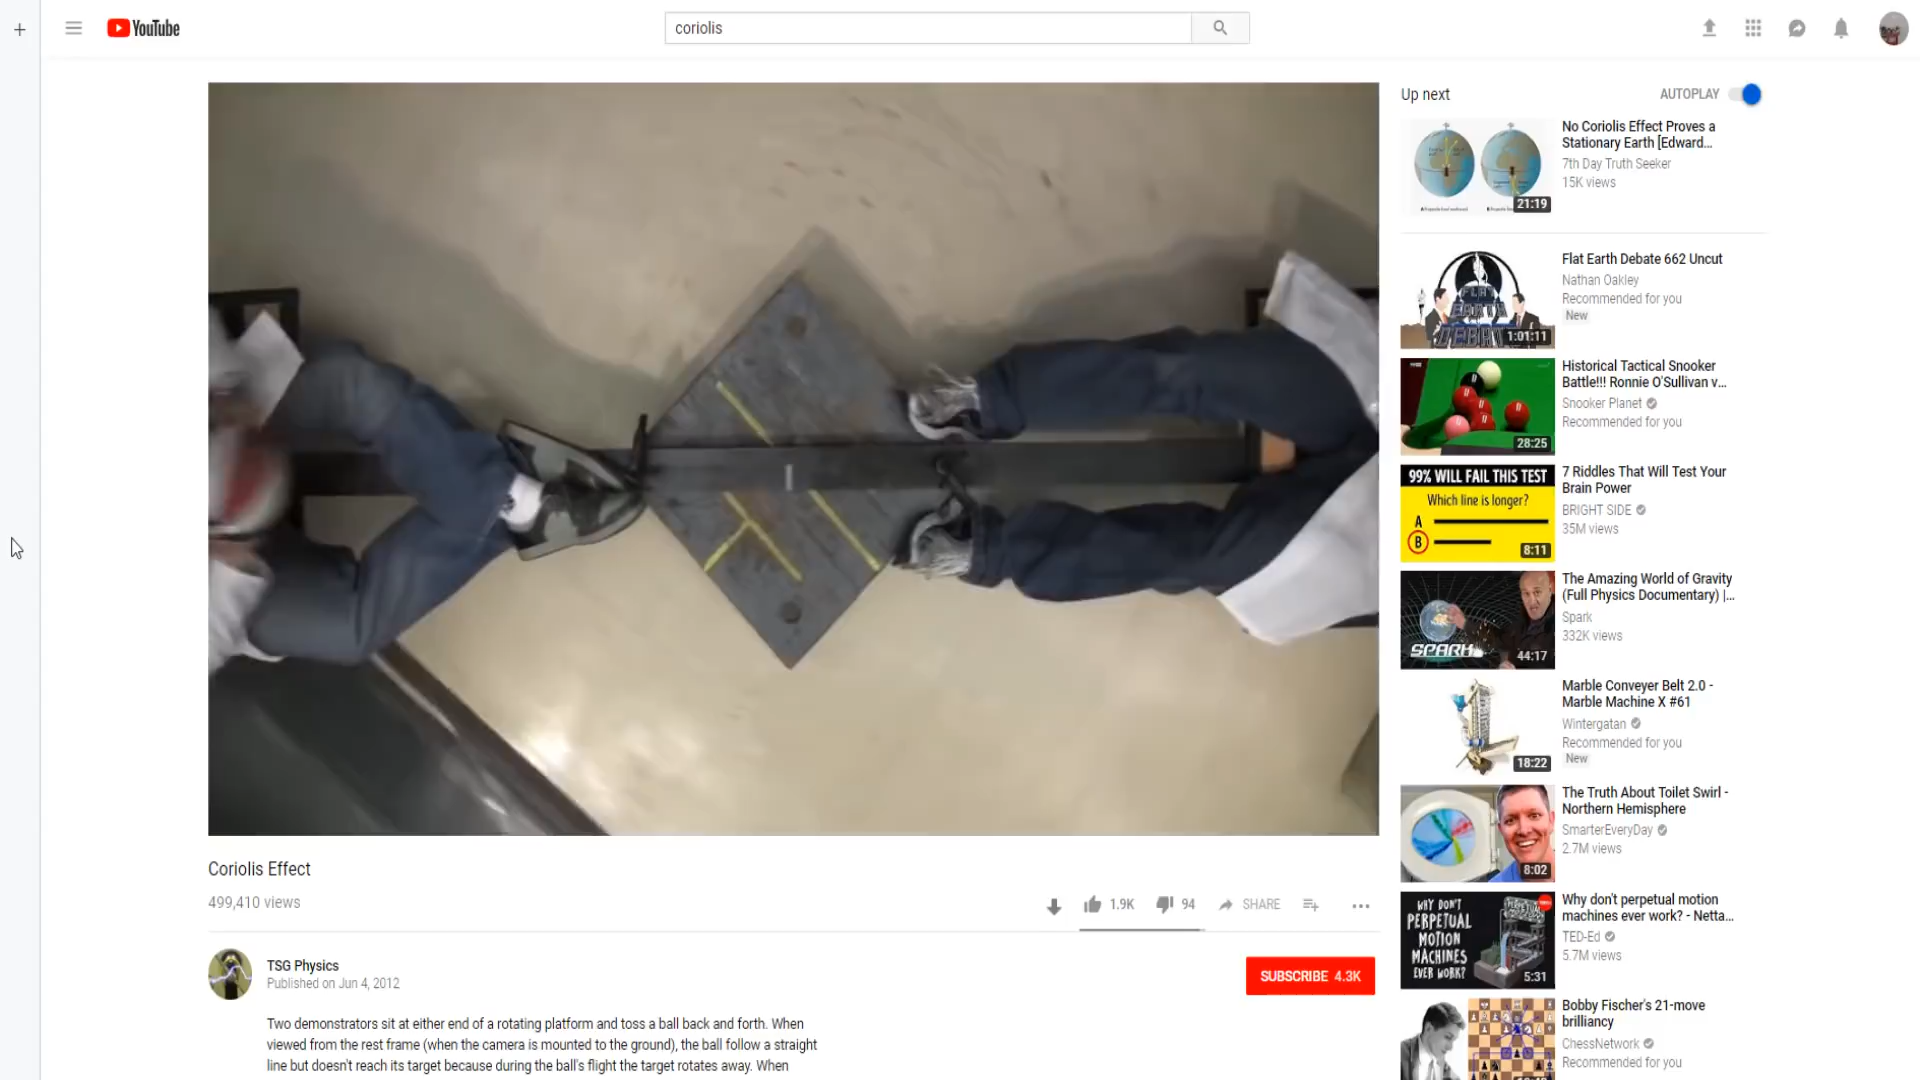 YouTube
coriolis
Up next
AUTOPLAY
No Coriolis Effect Proves a
Stationary Earth [Edward...
7th Day Truth Seeker
15K views
21:19
Flat Earth Debate 662 Uncut
Nathan Oakley
Recommended for you
New
FLAT
EARTH
DEBATE
1:01:11
Historical Tactical Snooker
Battle!!! Ronnie O'Sullivan v...
Snooker Planet
Recommended for you
28:25
99% WILL FAIL THIS TEST
Which line is longer?
A
B
8:11
7 Riddles That Will Test Your
Brain Power
BRIGHT SIDE
35M views
The Amazing World of Gravity
(Full Physics Documentary) |...
Spark
332K views
SPARK
44:17
Marble Conveyer Belt 2.0 -
Marble Machine X #61
Wintergatan
Recommended for you
New
18:22
The Truth About Toilet Swirl -
Northern Hemisphere
SmarterEveryDay
2.7M views
8:02
WHY DON'T
PERPETUAL
MOTION
MACHINES
EVER WORK?
5:31
Why don't perpetual motion
machines ever work? - Netta...
TED-Ed
5.7M views
Bobby Fischer's 21-move
brilliancy
ChessNetwork
Recommended for you
Coriolis Effect
499,410 views
1.9K
94
SHARE
TSG Physics
Published on Jun 4, 2012
SUBSCRIBE 4.3K
Two demonstrators sit at either end of a rotating platform and toss a ball back and forth. When
viewed from the rest frame (when the camera is mounted to the ground), the ball follow a straight
line but doesn't reach its target because during the ball's flight the target rotates away. When